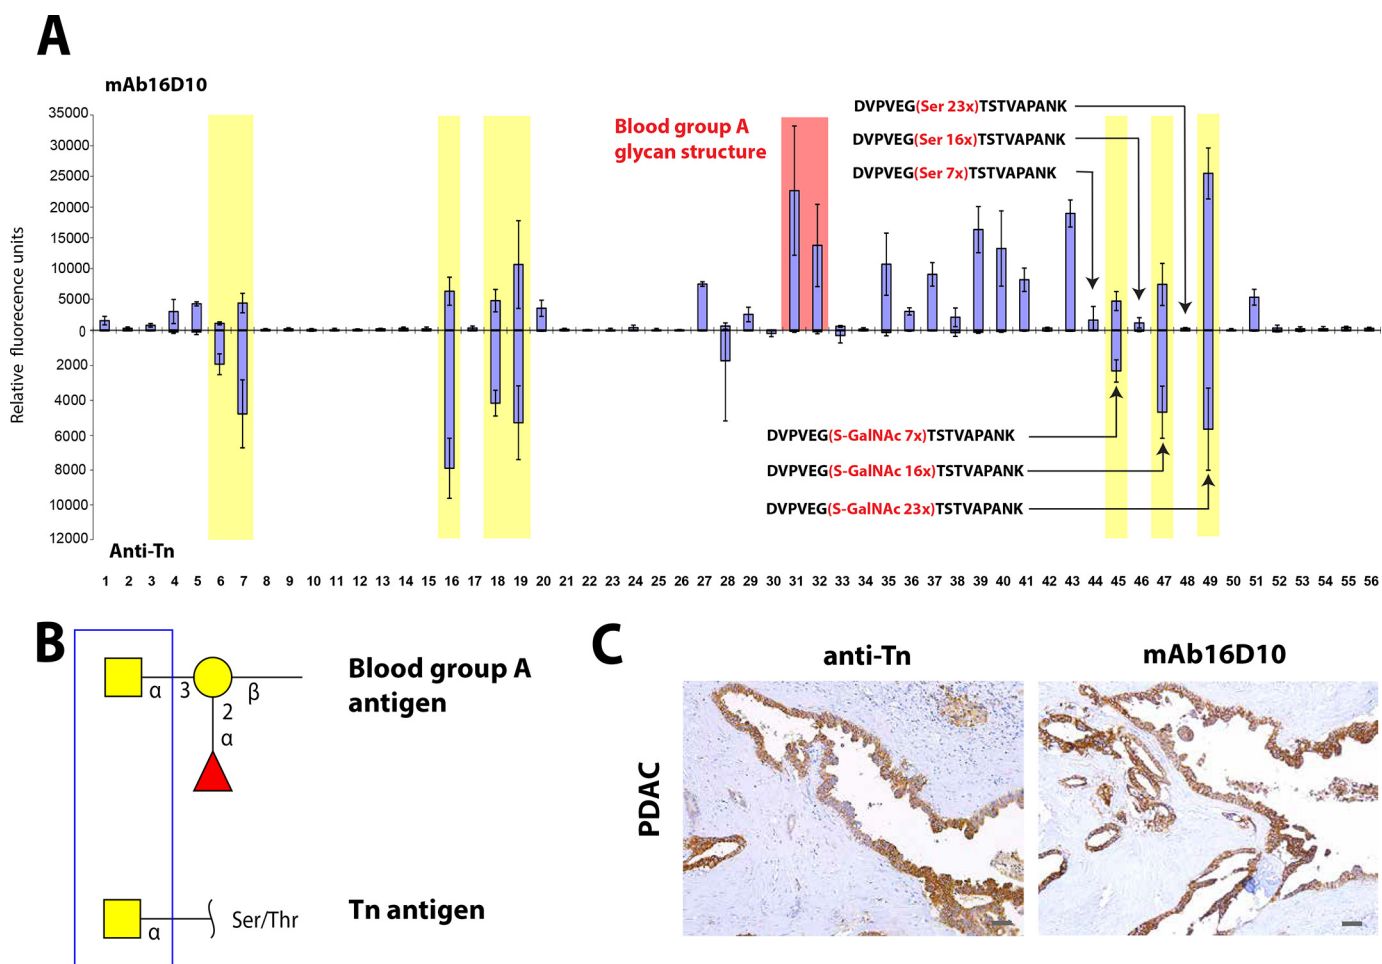 A
mAb16D10
35000
30000
25000
20000
15000
10000
5000
0
2000
4000
6000
8000
10000
12000
Relative fluorecence units
Blood group A
glycan structure
DVPVEG(Ser 23x)TSTVAPANK
DVPVEG(Ser 16x)TSTVAPANK
DVPVEG(Ser 7x)TSTVAPANK
DVPVEG(S-GalNAc 7x)TSTVAPANK
DVPVEG(S-GalNAc 16x)TSTVAPANK
DVPVEG(S-GalNAc 23x)TSTVAPANK
Anti-Tn
1 2 3 4 5 6 7 8 9 10 11 12 13 14 15 16 17 18 19 20 21 22 23 24 25 26 27 28 29 30 31 32 33 34 35 36 37 38 39 40 41 42 43 44 45 46 47 48 49 50 51 52 53 54 55 56
B
α 3 β
2
α
Blood group A
antigen
α
Ser/Thr
Tn antigen
C
anti-Tn
mAb16D10
PDAC